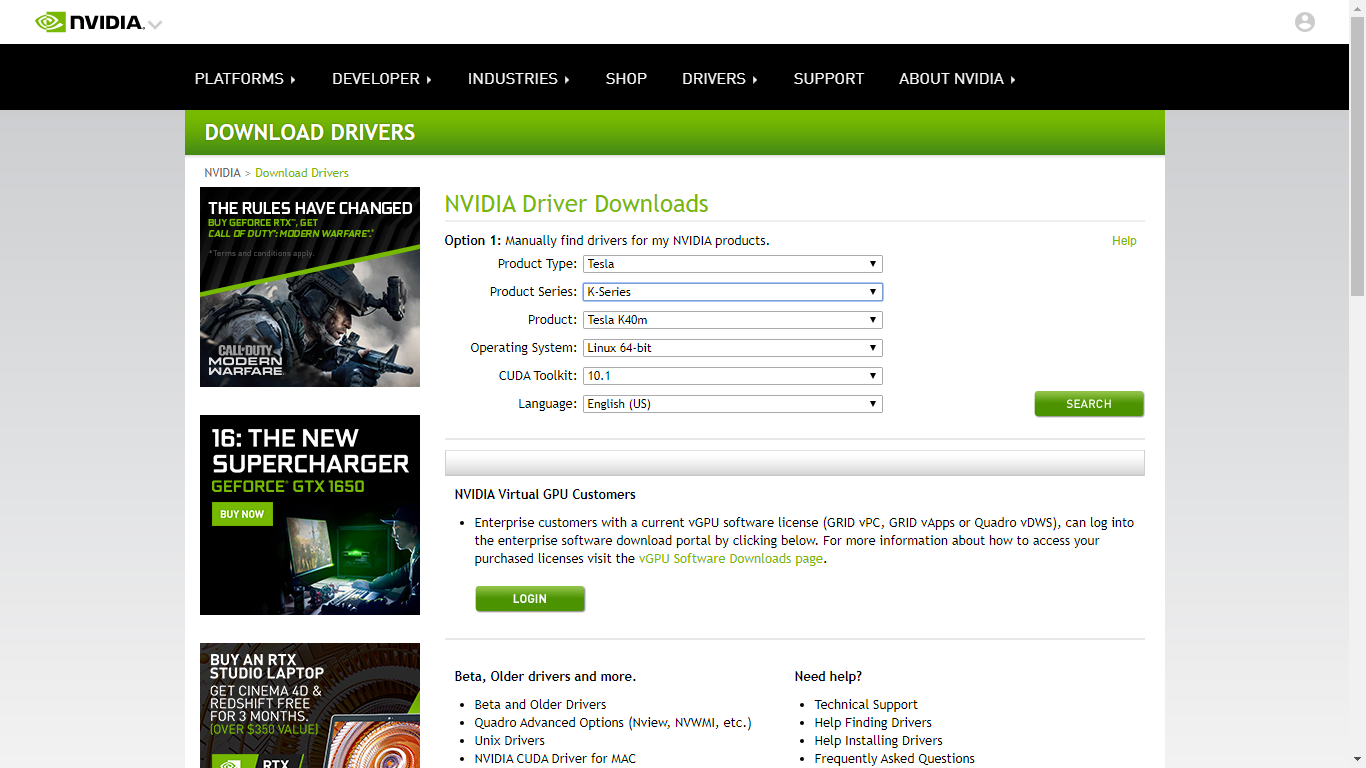 NVIDIA.
PLATFORMS
DEVELOPER
INDUSTRIES
SHOP
DRIVERS
SUPPORT
ABOUT NVIDIA
DOWNLOAD DRIVERS
NVIDIA > Download Drivers
THE RULES HAVE CHANGED
BUY GEFORCE RTX™, GET
CALL OF DUTY®: MODERN WARFARE®.*
*Terms and conditions apply.
CALL OF DUTY
MODERN
WARFARE
16: THE NEW
SUPERCHARGER
GEFORCE® GTX 1650
BUY NOW
BUY AN RTX
STUDIO LAPTOP
GET CINEMA 4D &
REDSHIFT FREE
FOR 3 MONTHS.
(OVER $350 VALUE)
RTX
NVIDIA Driver Downloads
Option 1: Manually find drivers for my NVIDIA products.
Help
Product Type: Tesla
Product Series: K-Series
Product: Tesla K40m
Operating System: Linux 64-bit
CUDA Toolkit: 10.1
Language: English (US)
SEARCH
NVIDIA Virtual GPU Customers
• Enterprise customers with a current vGPU software license (GRID vPC, GRID vApps or Quadro vDWS), can log into
the enterprise software download portal by clicking below. For more information about how to access your
purchased licenses visit the vGPU Software Downloads page.
LOGIN
Beta, Older drivers and more.
• Beta and Older Drivers
• Quadro Advanced Options (Nview, NVWMI, etc.)
• Unix Drivers
• NVIDIA CUDA Driver for MAC
Need help?
• Technical Support
• Help Finding Drivers
• Help Installing Drivers
• Frequently Asked Questions